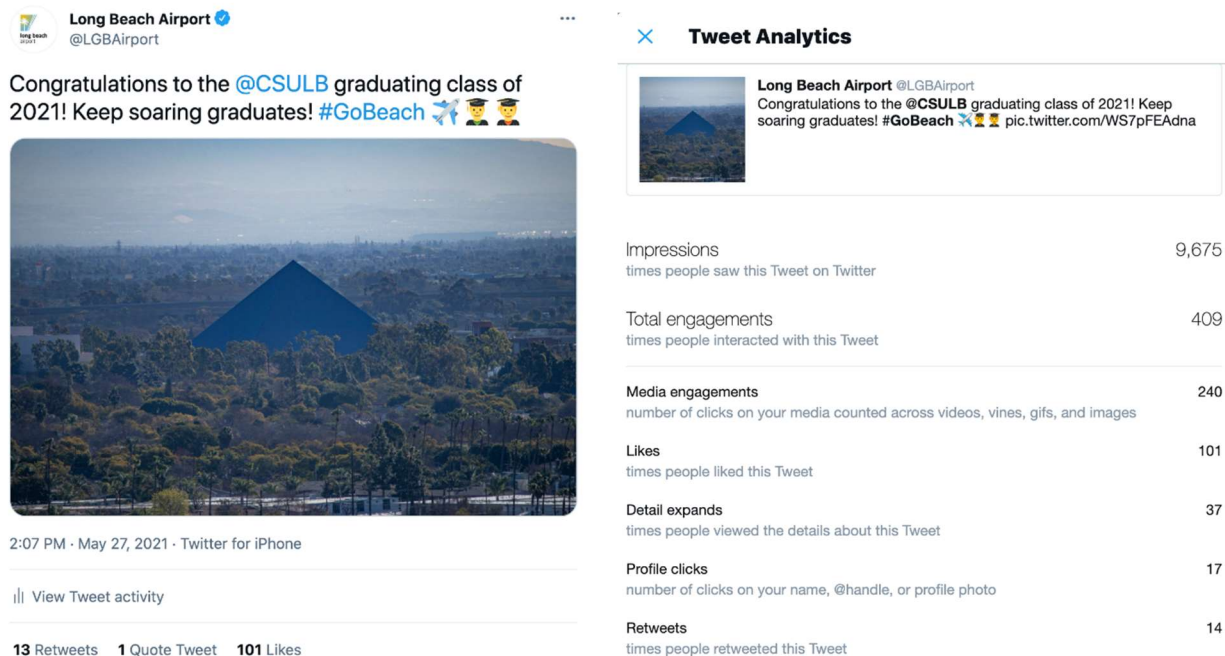 Long Beach Airport
@LGBAirport
Congratulations to the @CSULB graduating class of
2021! Keep soaring graduates! #GoBeach ✈️👨‍🎓👨‍🎓
2:07 PM · May 27, 2021 · Twitter for iPhone
View Tweet activity
13 Retweets 1 Quote Tweet 101 Likes
Tweet Analytics
Long Beach Airport @LGBAirport
Congratulations to the @CSULB graduating class of 2021! Keep
soaring graduates! #GoBeach ✈️👨‍🎓👨‍🎓 pic.twitter.com/WS7pFEAdna
Impressions 9,675
times people saw this Tweet on Twitter
Total engagements 409
times people interacted with this Tweet
Media engagements 240
number of clicks on your media counted across videos, vines, gifs, and images
Likes 101
times people liked this Tweet
Detail expands 37
times people viewed the details about this Tweet
Profile clicks 17
number of clicks on your name, @handle, or profile photo
Retweets 14
times people retweeted this Tweet